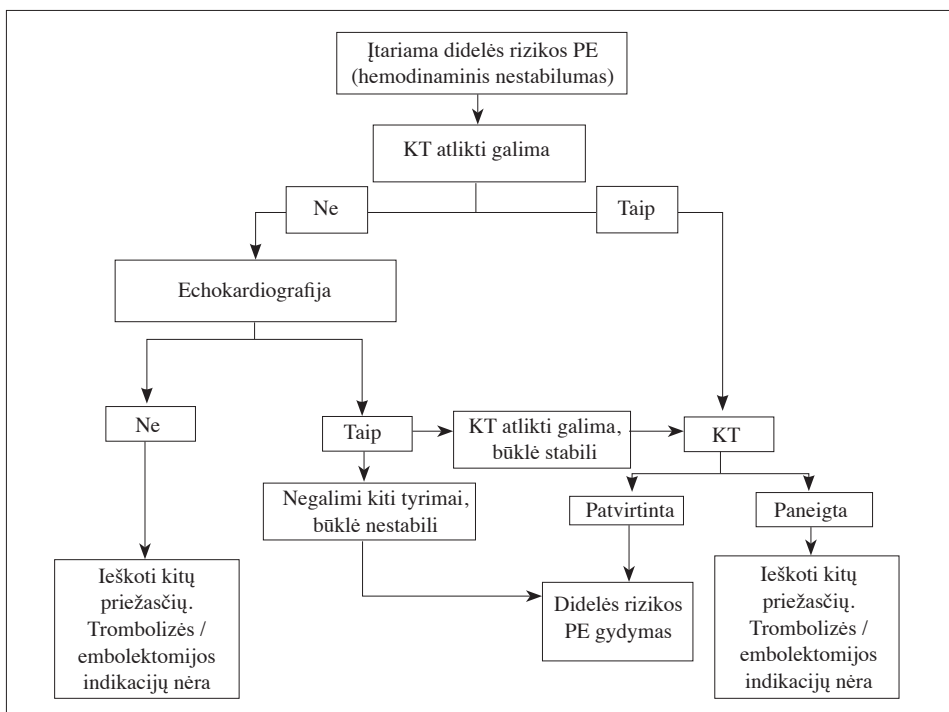 Įtariama didelės rizikos PE
(hemodinaminis nestabilumas)
KT atlikti galima
Ne
Taip
Echokardiografija
Ne
Taip
KT atlikti galima,
būklė stabili
KT
Negalimi kiti tyrimai,
būklė nestabili
Patvirtinta
Paneigta
Ieškoti kitų
priežasčių.
Trombolizės /
embolektomijos
indikacijų nėra
Didelės rizikos
PE gydymas
Ieškoti kitų
priežasčių.
Trombolizės /
embolektomijos
indikacijų nėra